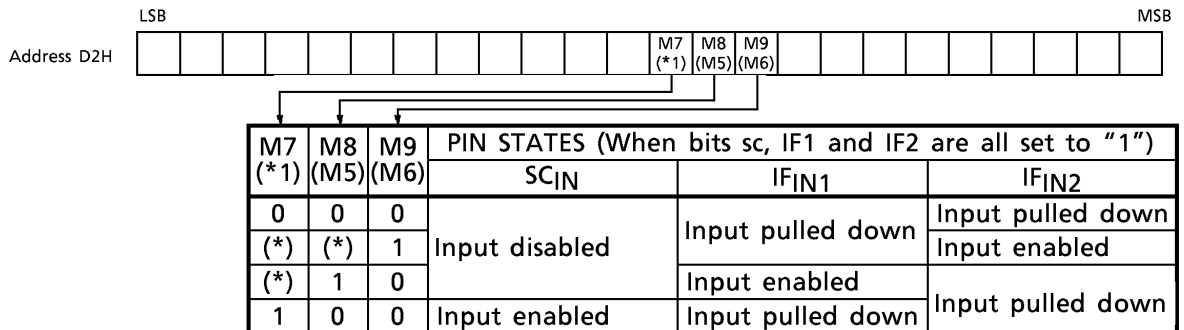 LSB MSB
Address D2H M7 (*1) M8 (M5) M9 (M6)
M7 (*1) M8 (M5) M9 (M6) PIN STATES (When bits sc, IF1 and IF2 are all set to “1”)
SCIN IFIN1 IFIN2
0 0 0 Input disabled Input pulled down Input pulled down
(*) (*) 1 Input enabled
(*) 1 0 Input enabled Input pulled down
1 0 0 Input enabled Input pulled down